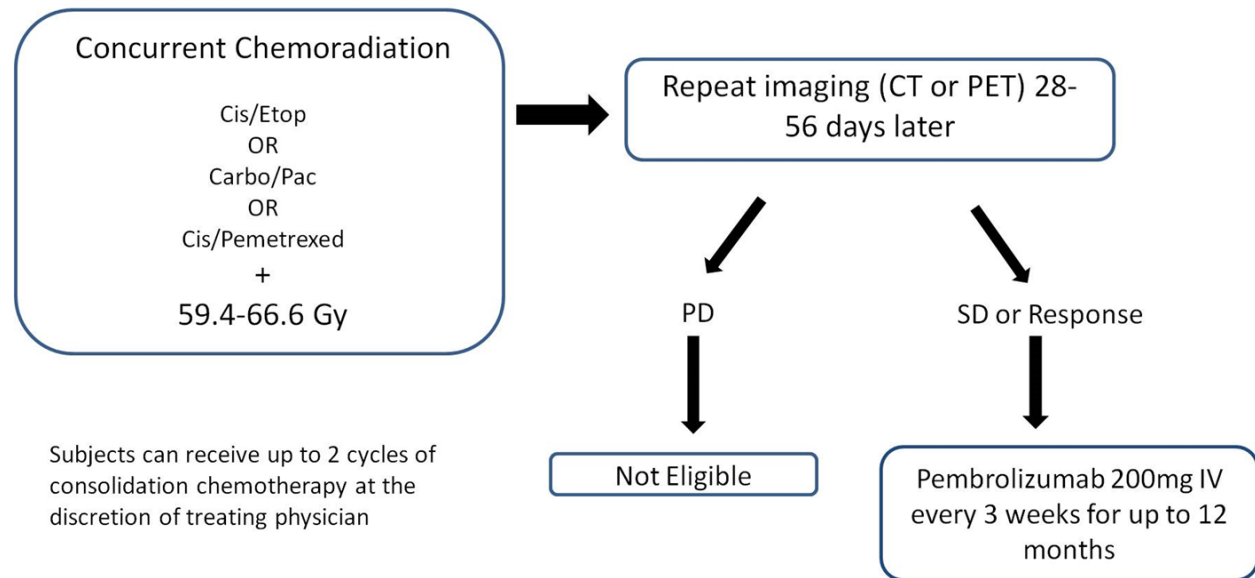 Concurrent Chemoradiation
Cis/Etop
OR
Carbo/Pac
OR
Cis/Pemetrexed
+
59.4-66.6 Gy
Repeat imaging (CT or PET) 28-
56 days later
PD
SD or Response
Not Eligible
Pembrolizumab 200mg IV
every 3 weeks for up to 12
months
Subjects can receive up to 2 cycles of
consolidation chemotherapy at the
discretion of treating physician